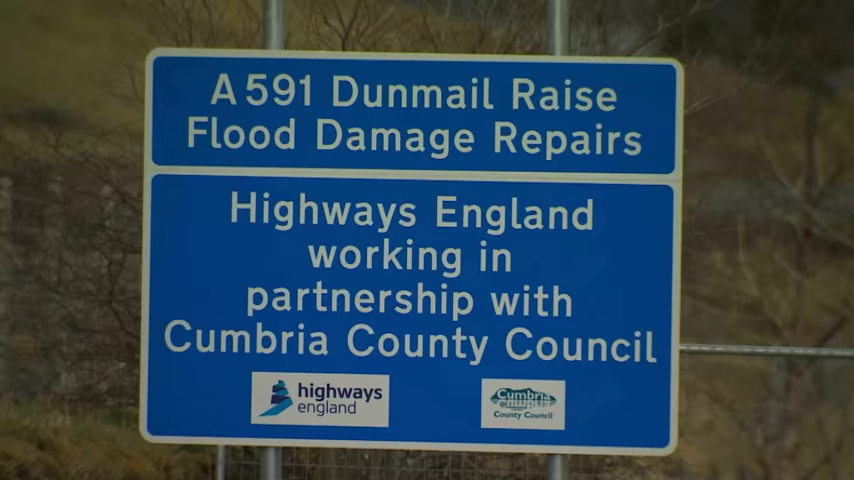 A591 Dunmail Raise
Flood Damage Repairs
Highways England
working in
partnership with
Cumbria County Council
highways
england
Cumbria
County Council